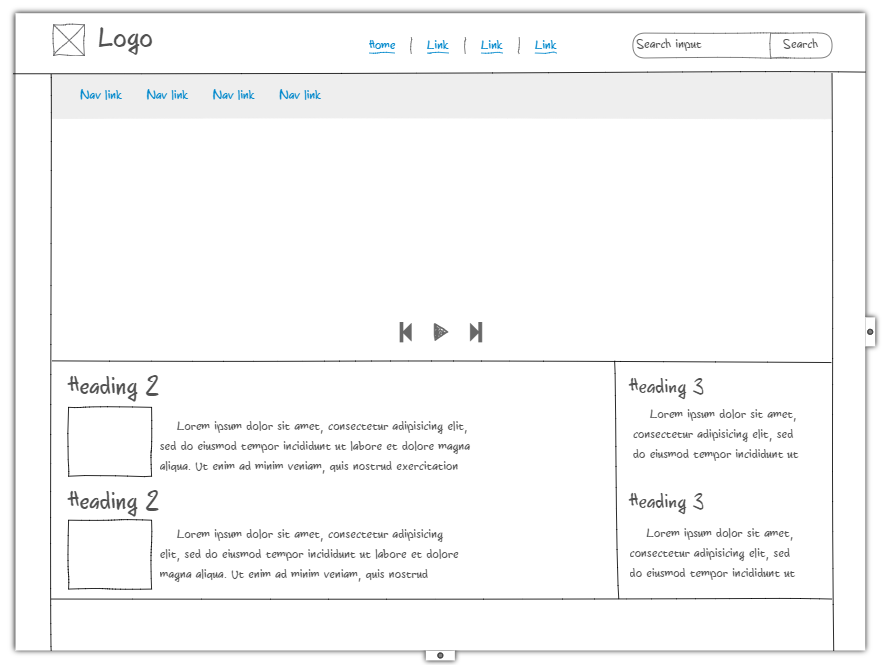 Logo
Home | Link | Link | Link
Search input Search
Nav link Nav link Nav link Nav link
Heading 2
Lorem ipsum dolor sit amet, consectetur adipisicing elit,
sed do eiusmod tempor incididunt ut labore et dolore magna
aliqua. Ut enim ad minim veniam, quis nostrud exercitation
Heading 2
Lorem ipsum dolor sit amet, consectetur adipisicing
elit, sed do eiusmod tempor incididunt ut labore et dolore
magna aliqua. Ut enim ad minim veniam, quis nostrud
Heading 3
Lorem ipsum dolor sit amet,
consectetur adipisicing elit, sed
do eiusmod tempor incididunt ut
Heading 3
Lorem ipsum dolor sit amet,
consectetur adipisicing elit, sed
do eiusmod tempor incididunt ut